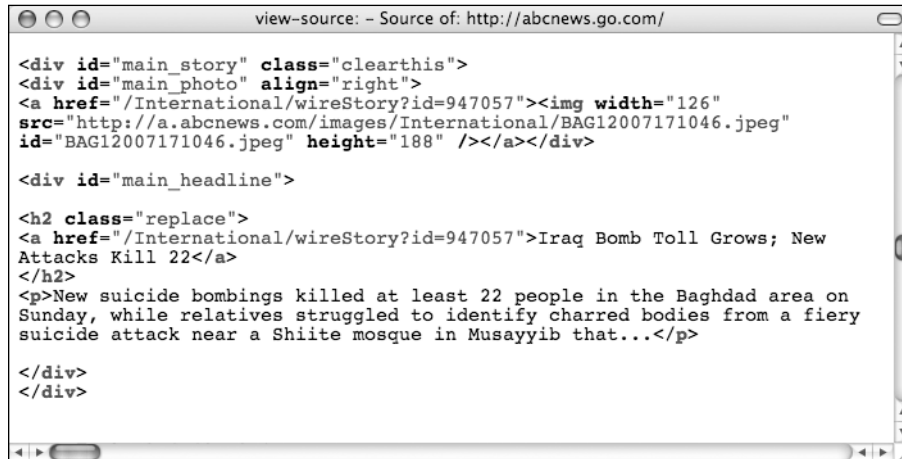 view-source: – Source of: http://abcnews.go.com/
<div id="main_story" class="clearthis">
<div id="main_photo" align="right">
<a href="/International/wireStory?id=947057"><img width="126"
src="http://a.abcnews.com/images/International/BAG12007171046.jpeg"
id="BAG12007171046.jpeg" height="188" /></a></div>
<div id="main_headline">
<h2 class="replace">
<a href="/International/wireStory?id=947057">Iraq Bomb Toll Grows; New
Attacks Kill 22</a>
</h2>
<p>New suicide bombings killed at least 22 people in the Baghdad area on
Sunday, while relatives struggled to identify charred bodies from a fiery
suicide attack near a Shiite mosque in Musayyib that...</p>
</div>
</div>